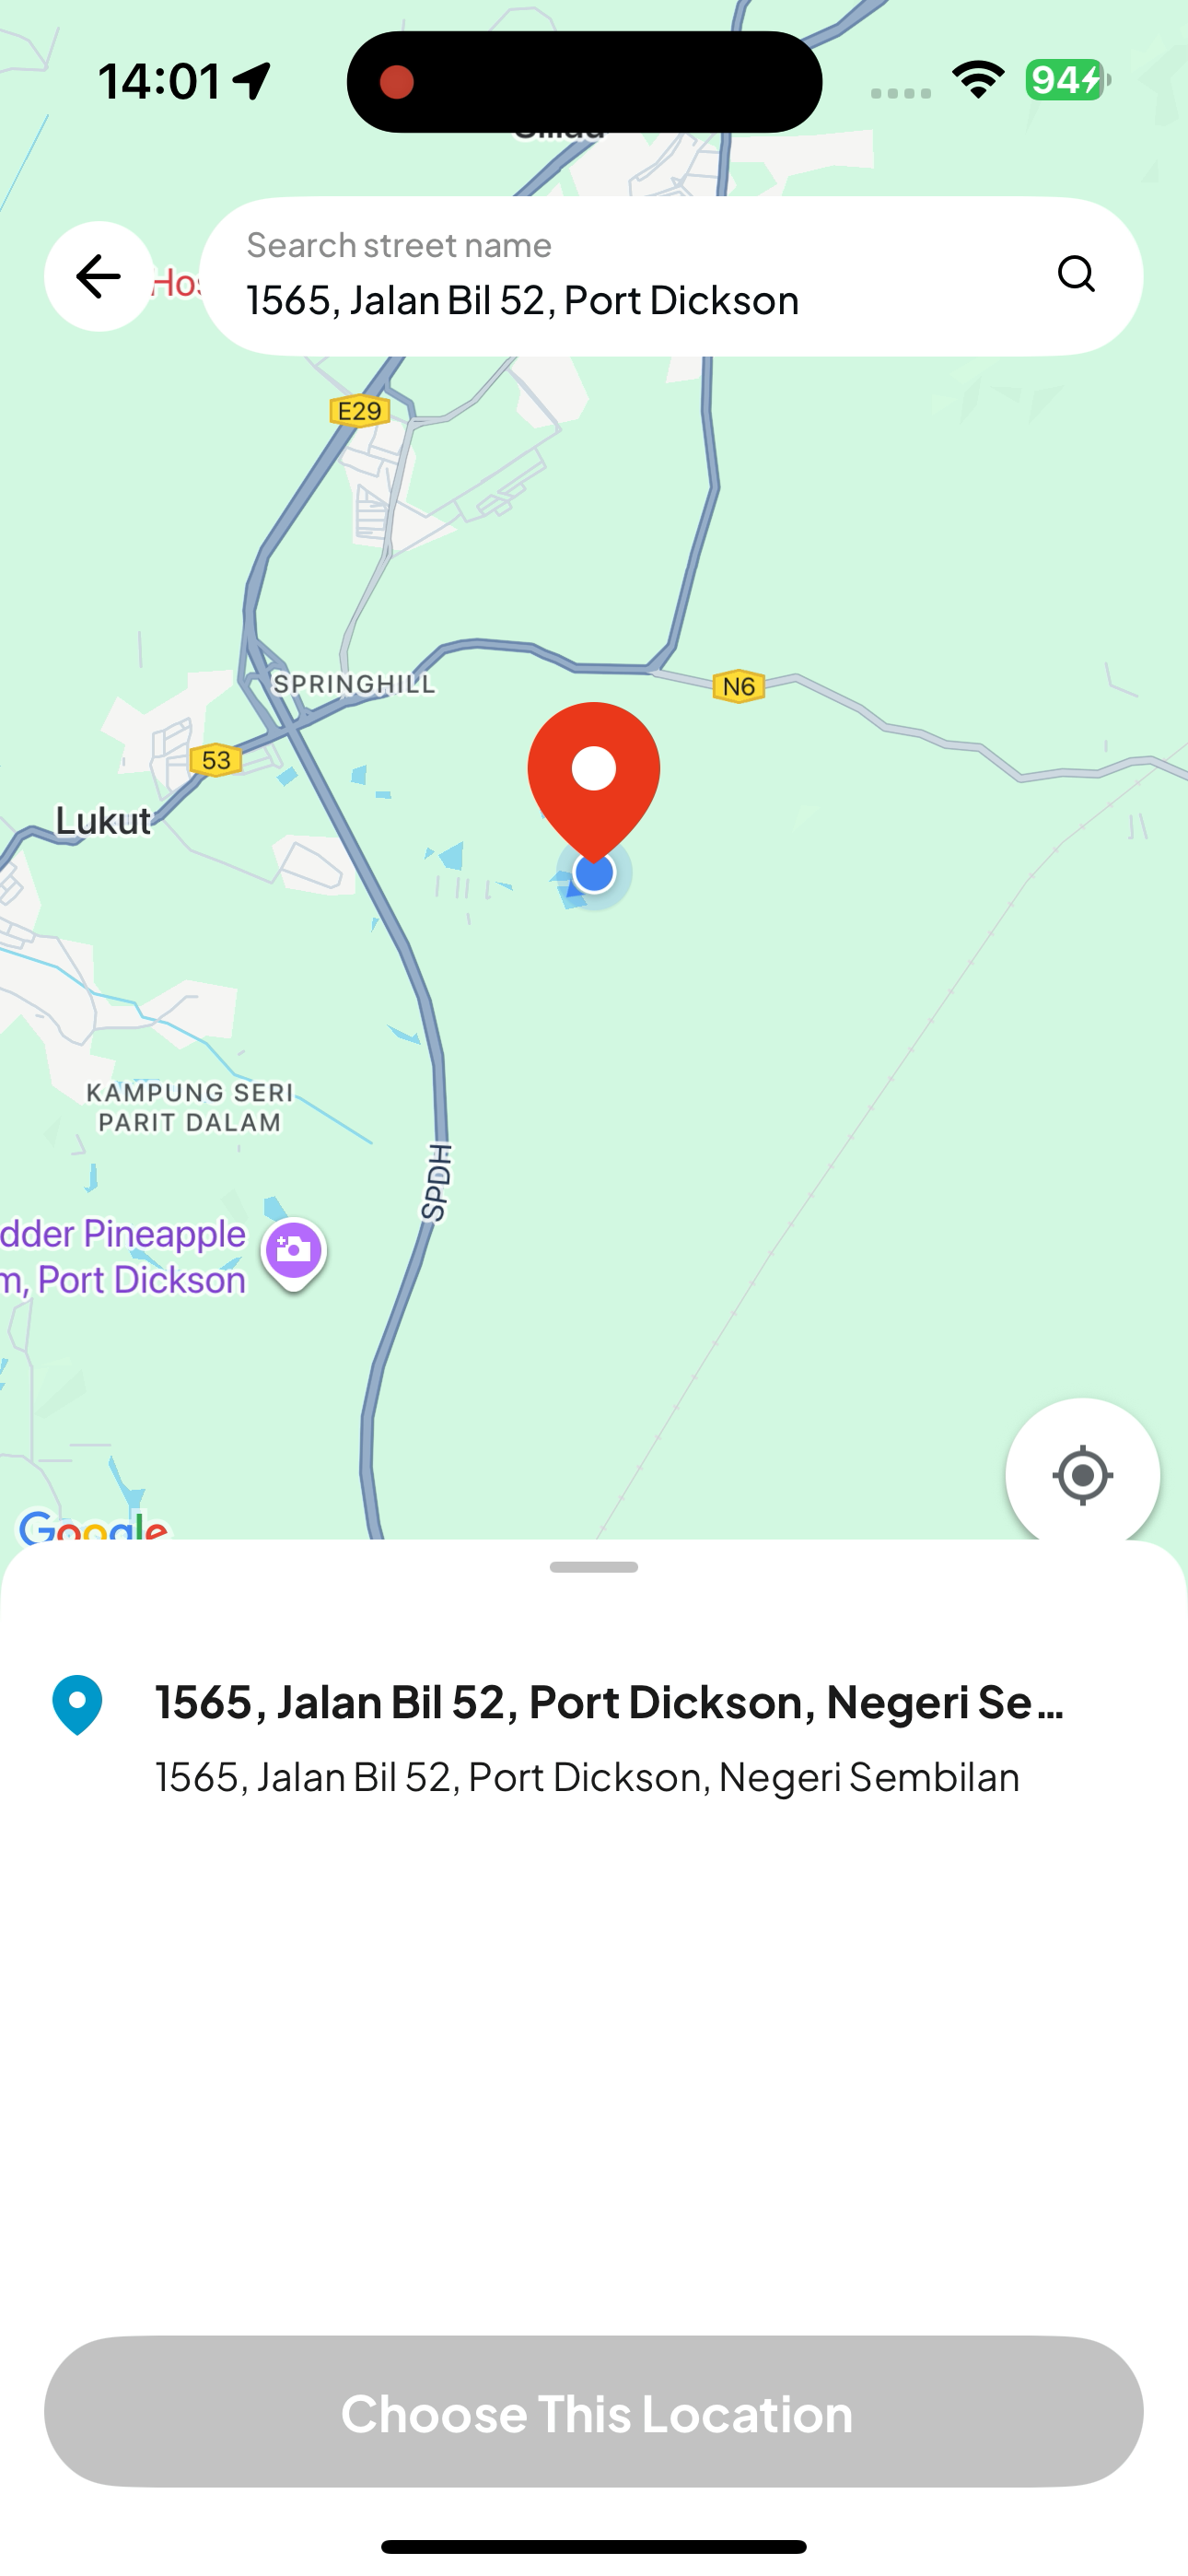 14:01
94
Search street name
1565, Jalan Bil 52, Port Dickson
E29
SPRINGHILL
N6
53
Lukut
KAMPUNG SERI
PARIT DALAM
SPDH
dder Pineapple
m, Port Dickson
Google
1565, Jalan Bil 52, Port Dickson, Negeri Se...
1565, Jalan Bil 52, Port Dickson, Negeri Sembilan
Choose This Location